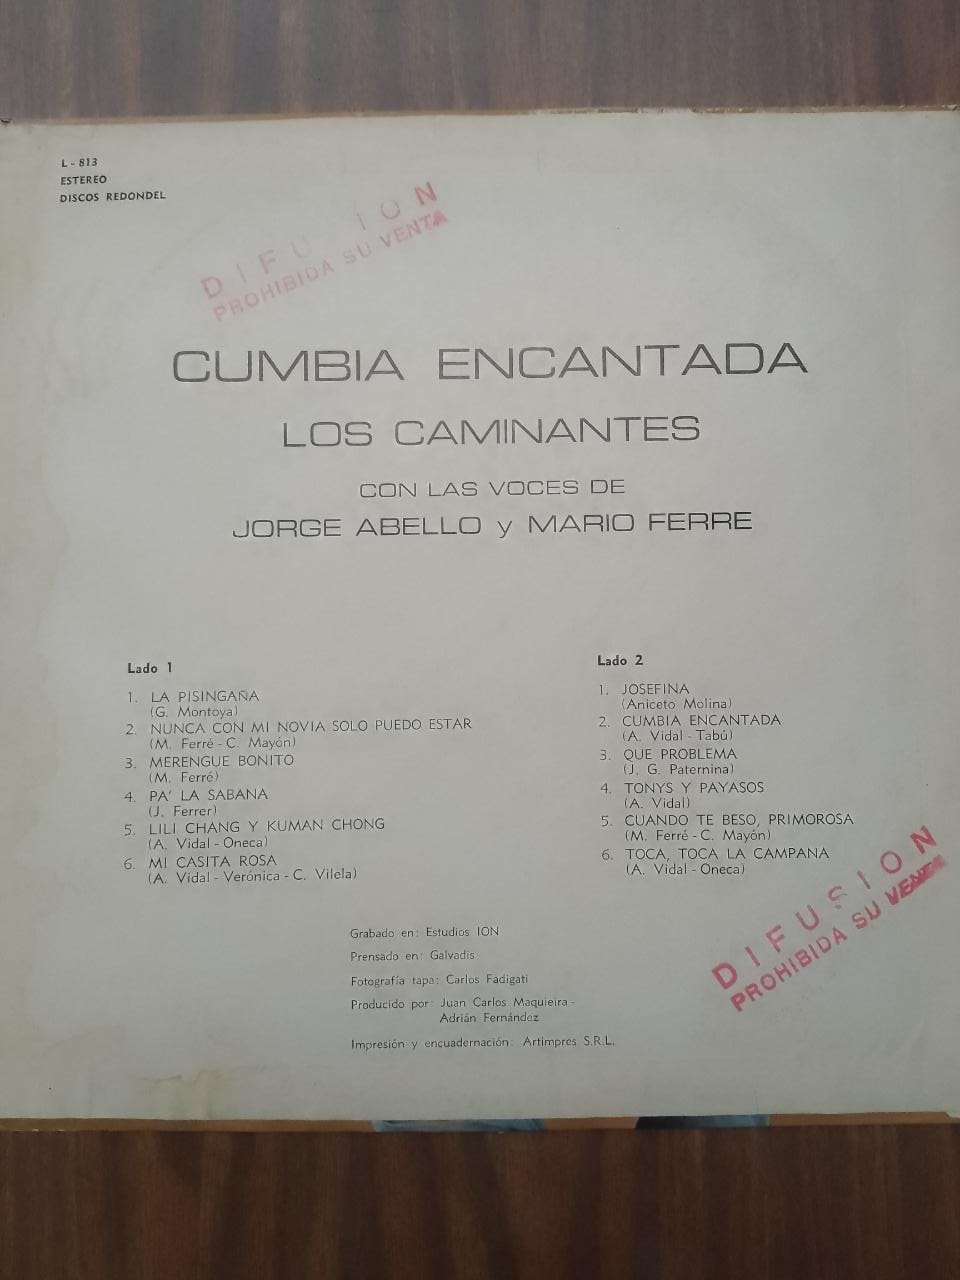 L - 813
ESTEREO
DISCOS REDONDEL
DIFUSION
PROHIBIDA SU VENTA
CUMBIA ENCANTADA
LOS CAMINANTES
CON LAS VOCES DE
JORGE ABELLO y MARIO FERRE
Lado 1
1. LA PISINGAÑA
(G. Montoya)
2. NUNCA CON MI NOVIA SOLO PUEDO ESTAR
(M. Ferré - C. Mayón)
3. MERENGUE BONITO
(M. Ferré)
4. PA' LA SABANA
(J. Ferrer)
5. LILI CHANG Y KUMAN CHONG
(A. Vidal - Oneca)
6. MI CASITA ROSA
(A. Vidal - Verónica - C. Vilela)
Lado 2
1. JOSEFINA
(Aniceto Molina)
2. CUMBIA ENCANTADA
(A. Vidal - Tabú)
3. QUE PROBLEMA
(J. G. Paternina)
4. TONYS Y PAYASOS
(A. Vidal)
5. CUANDO TE BESO, PRIMOROSA
(M. Ferré - C. Mayón)
6. TOCA, TOCA LA CAMPANA
(A. Vidal - Oneca)
DIFUSION
PROHIBIDA SU VENTA
Grabado en: Estudios ION
Prensado en: Galvadis
Fotografía tapa: Carlos Fadigati
Producido por: Juan Carlos Maquieira -
Adrián Fernández
Impresión y encuadernación: Artimpres S.R.L.